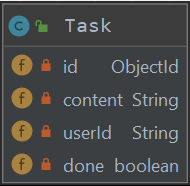 C Task
f id ObjectId
f content String
f userId String
f done boolean